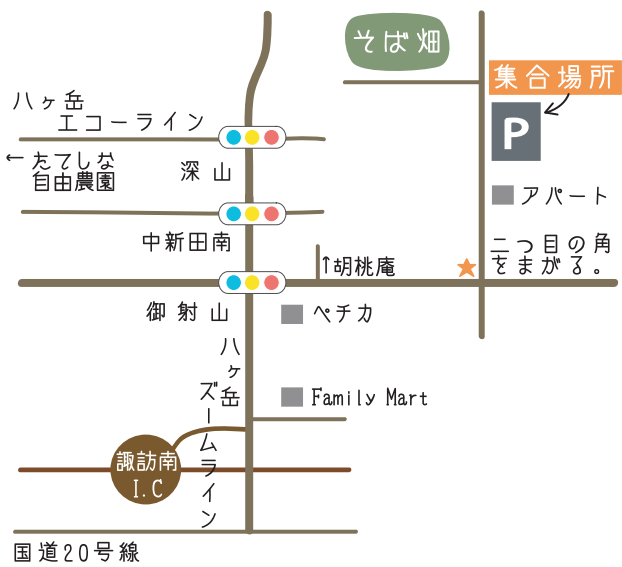 そば畑
集合場所
P
八ヶ岳
エコーライン
←たてしな
自由農園
深山
アパート
中新田南
二つ目の角
をまがる。
↑胡桃庵
御射山
ペチカ
八ヶ岳
ズームライン
Family Mart
諏訪南
I.C
国道20号線